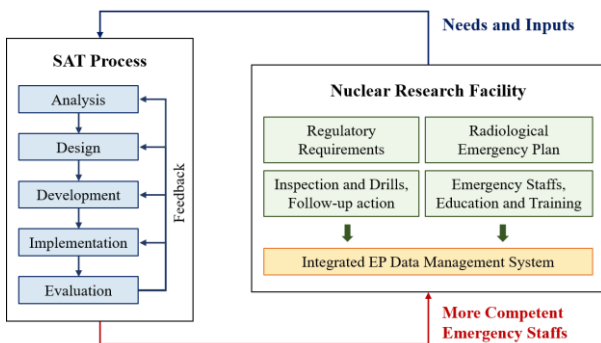 Needs and Inputs
SAT Process
Analysis
Design
Development
Implementation
Evaluation
Feedback
Nuclear Research Facility
Regulatory
Requirements
Radiological
Emergency Plan
Inspection and Drills,
Follow-up action
Emergency Staffs,
Education and Training
Integrated EP Data Management System
More Competent
Emergency Staffs